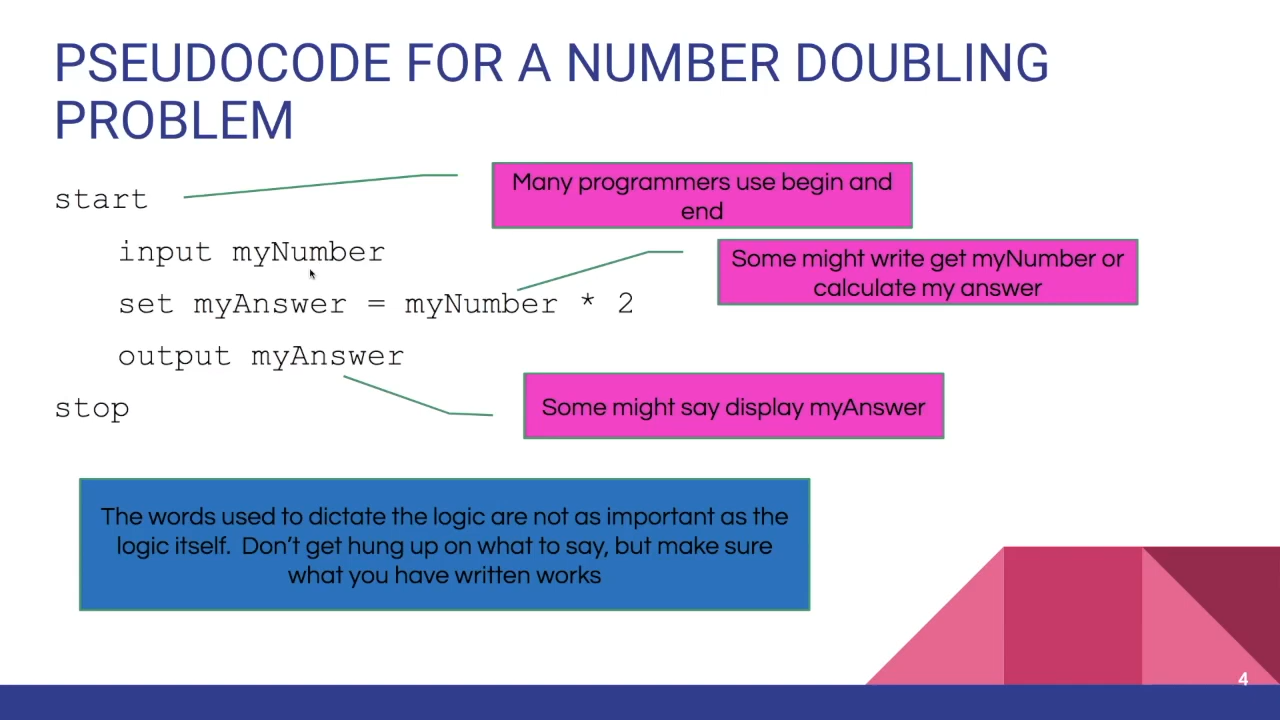 PSEUDOCODE FOR A NUMBER DOUBLING
PROBLEM
start
Many programmers use begin and
end
input myNumber
Some might write get myNumber or
calculate my answer
set myAnswer = myNumber * 2
output myAnswer
Some might say display myAnswer
stop
The words used to dictate the logic are not as important as the
logic itself.  Don't get hung up on what to say, but make sure
what you have written works
4